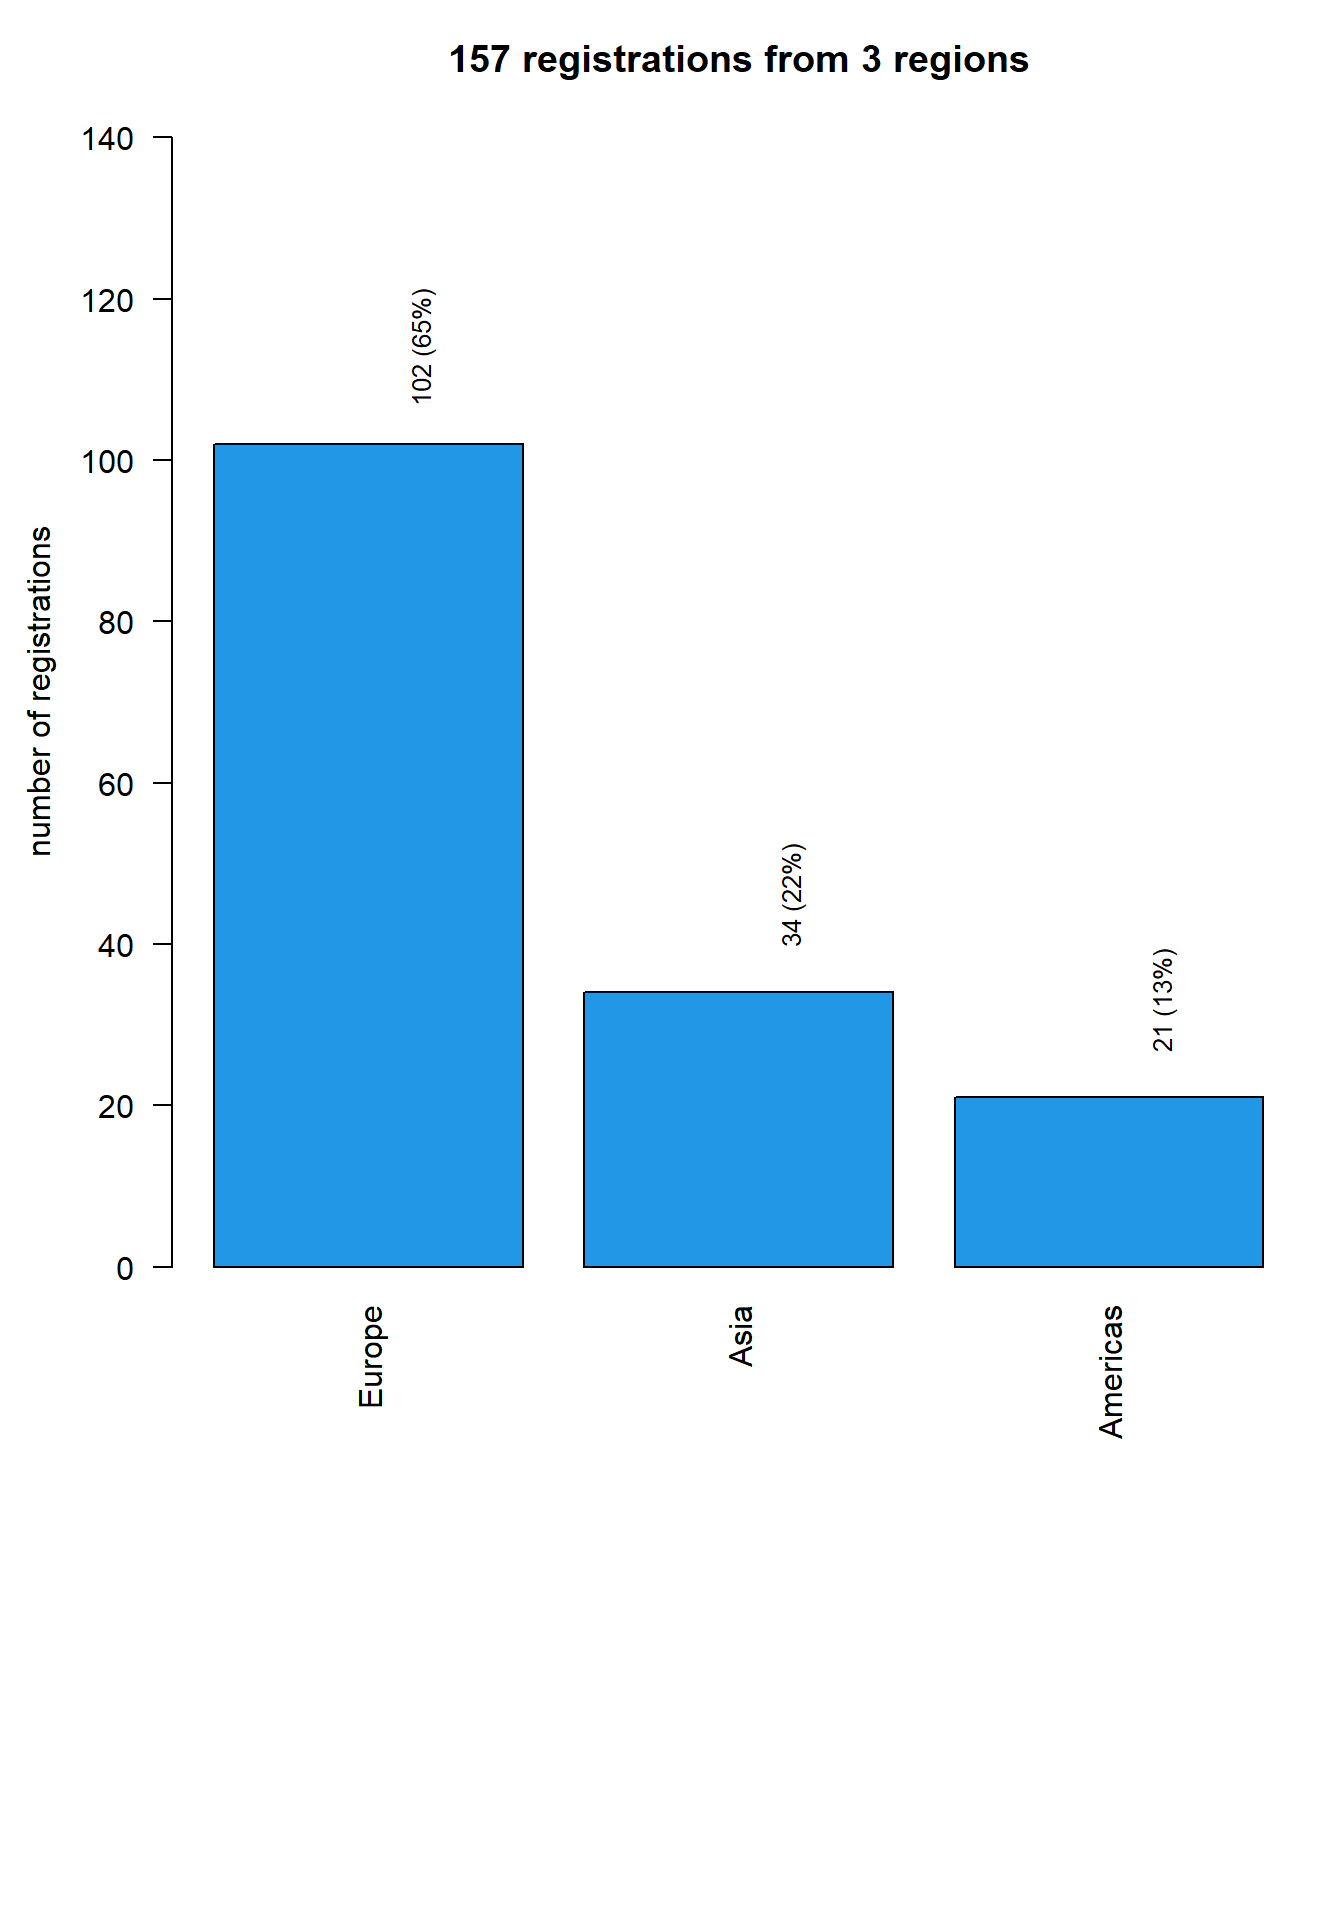 157 registrations from 3 regions
number of registrations
140
120
100
80
60
40
20
0
102 (65%)
34 (22%)
21 (13%)
Europe
Asia
Americas